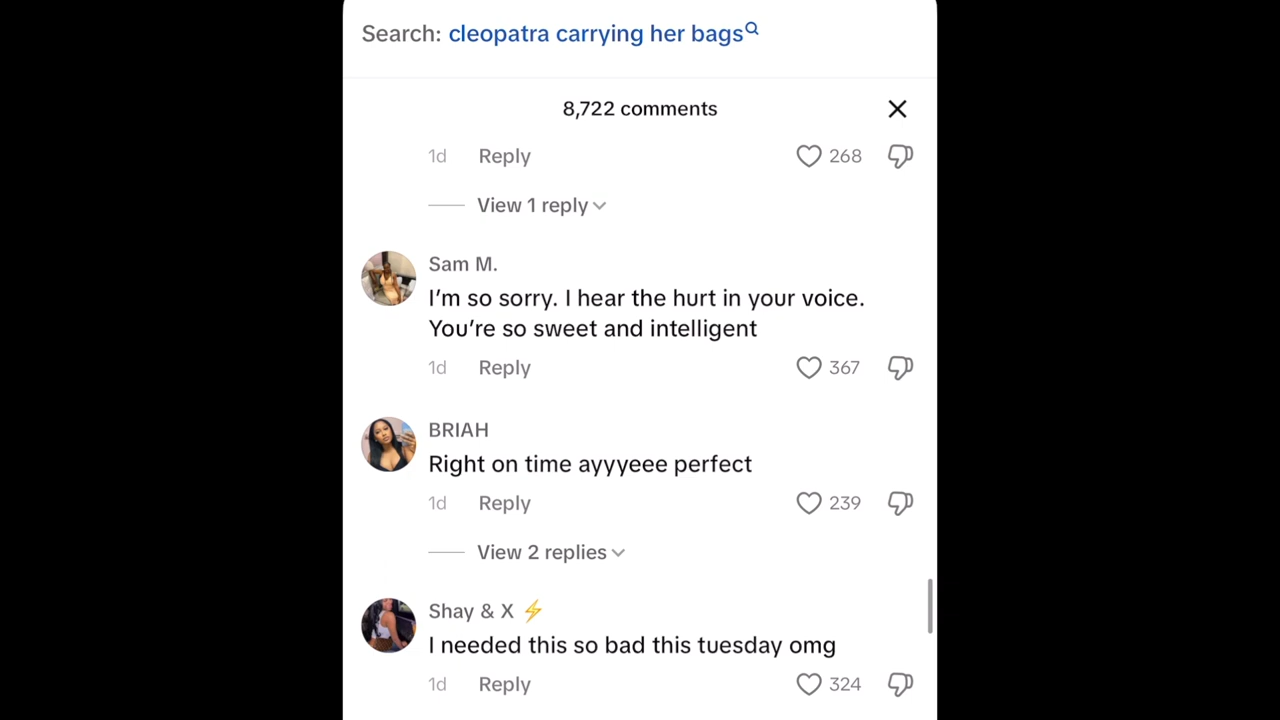 Search: cleopatra carrying her bags
8,722 comments
1d Reply 268
View 1 reply
Sam M.
I'm so sorry. I hear the hurt in your voice.
You're so sweet and intelligent
1d Reply 367
BRIAH
Right on time ayyyeee perfect
1d Reply 239
View 2 replies
Shay & X ⚡
I needed this so bad this tuesday omg
1d Reply 324